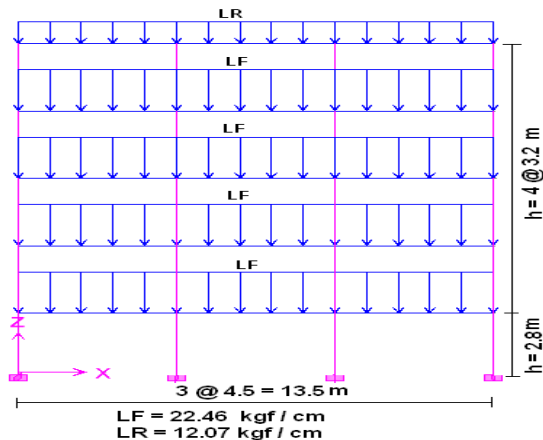 LR
LF
LF
LF
LF
h = 4 @ 3.2 m
h = 2.8 m
Z
X
3 @ 4.5 = 13.5 m
LF = 22.46 kgf / cm
LR = 12.07 kgf / cm